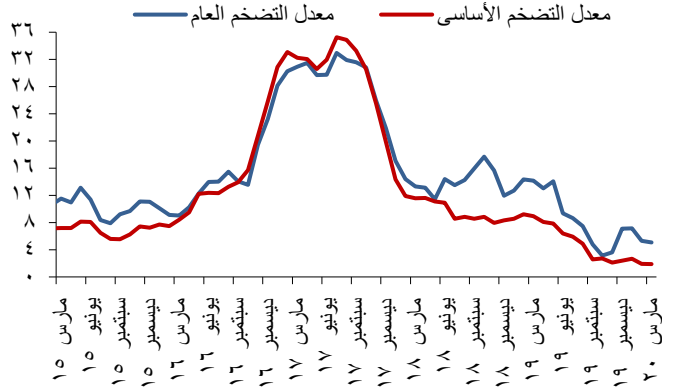 معدل التضخم الأساسى معدل التضخم العام
٣٦
٣٢
٢٨
٢٤
٢٠
١٦
١٢
٨
٤
٠
مارس ١٥
يونيو ١٥
سبتمبر ١٥
ديسمبر ١٥
مارس ١٦
يونيو ١٦
سبتمبر ١٦
ديسمبر ١٦
مارس ١٧
يونيو ١٧
سبتمبر ١٧
ديسمبر ١٧
مارس ١٨
يونيو ١٨
سبتمبر ١٨
ديسمبر ١٨
مارس ١٩
يونيو ١٩
سبتمبر ١٩
ديسمبر ١٩
مارس ٢٠